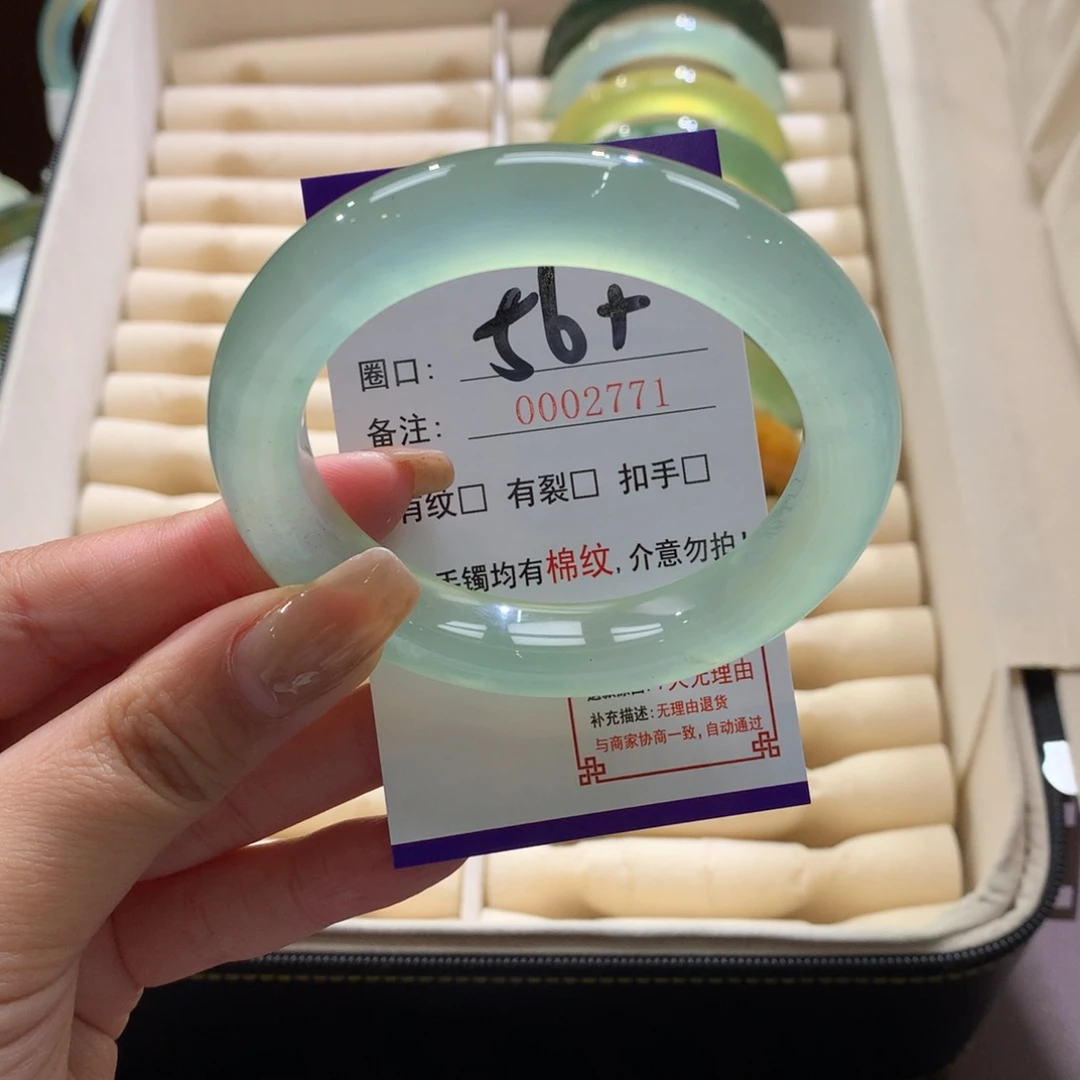 圈口: 56+
备注: 0002771
有纹□ 有裂□ 扣手□
手镯均有棉纹,介意勿拍!
天无理由
补充描述:无理由退货
与商家协商一致,自动通过